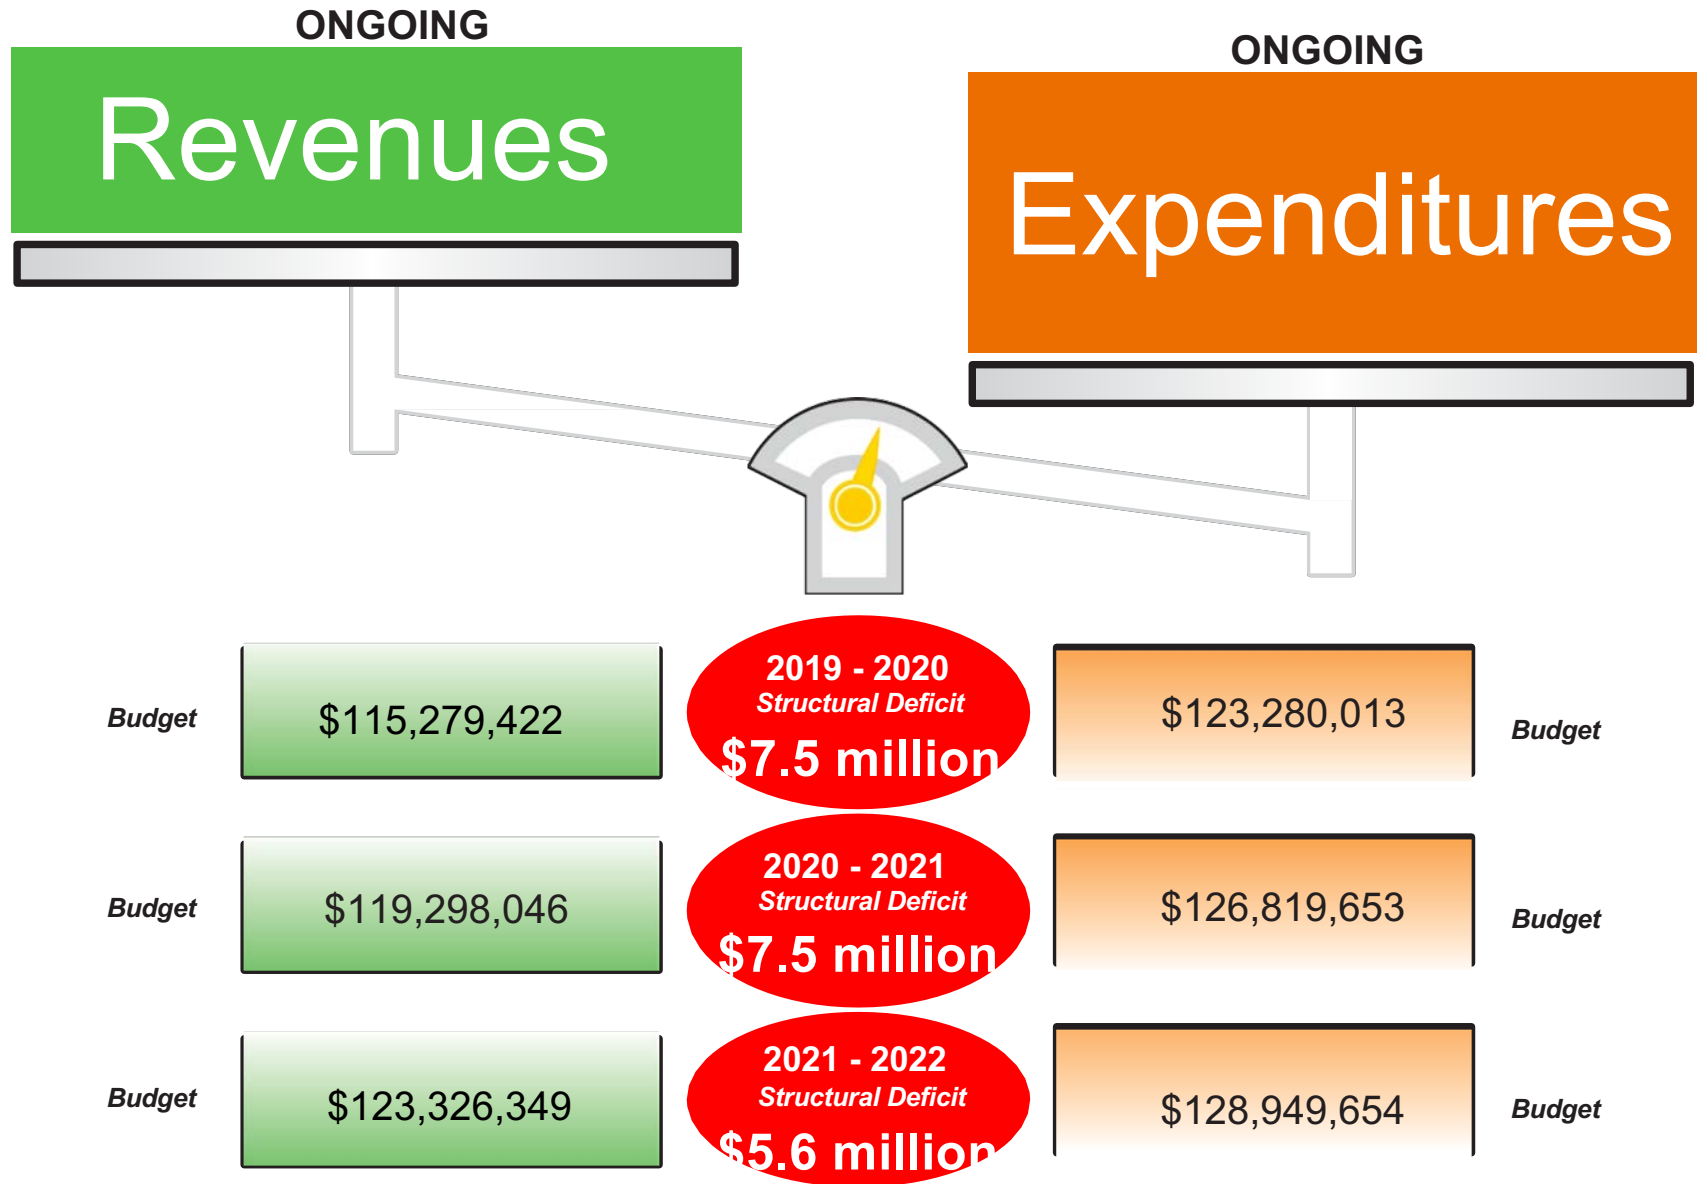 ONGOING
Revenues
ONGOING
Expenditures
Budget
$115,279,422
2019 - 2020
Structural Deficit
$7.5 million
$123,280,013
Budget
Budget
$119,298,046
2020 - 2021
Structural Deficit
$7.5 million
$126,819,653
Budget
Budget
$123,326,349
2021 - 2022
Structural Deficit
$5.6 million
$128,949,654
Budget